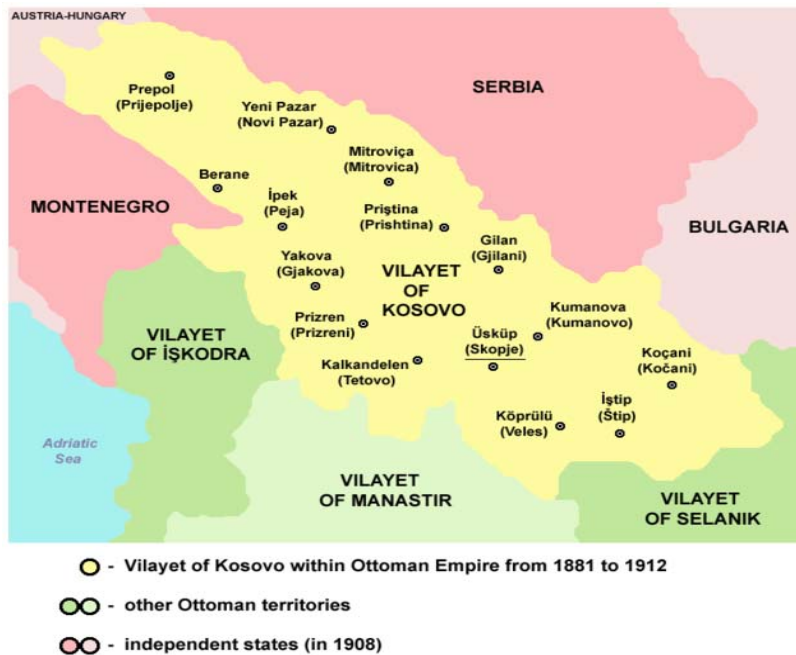 AUSTRIA-HUNGARY
Prepol
(Prijepolje)
SERBIA
Yeni Pazar
(Novi Pazar)
Mitroviça
(Mitrovica)
Berane
MONTENEGRO
İpek
(Peja)
Priştina
(Prishtina)
BULGARIA
Gilan
(Gjilani)
Yakova
(Gjakova)
VILAYET
OF
KOSOVO
Kumanova
(Kumanovo)
Prizren
(Prizreni)
VILAYET
OF İŞKODRA
Üsküp
(Skopje)
Kalkandelen
(Tetovo)
Koçani
(Kočani)
İştip
(Štip)
Köprülü
(Veles)
Adriatic
Sea
VILAYET
OF MANASTIR
VILAYET
OF SELANIK
- Vilayet of Kosovo within Ottoman Empire from 1881 to 1912
- other Ottoman territories
- independent states (in 1908)